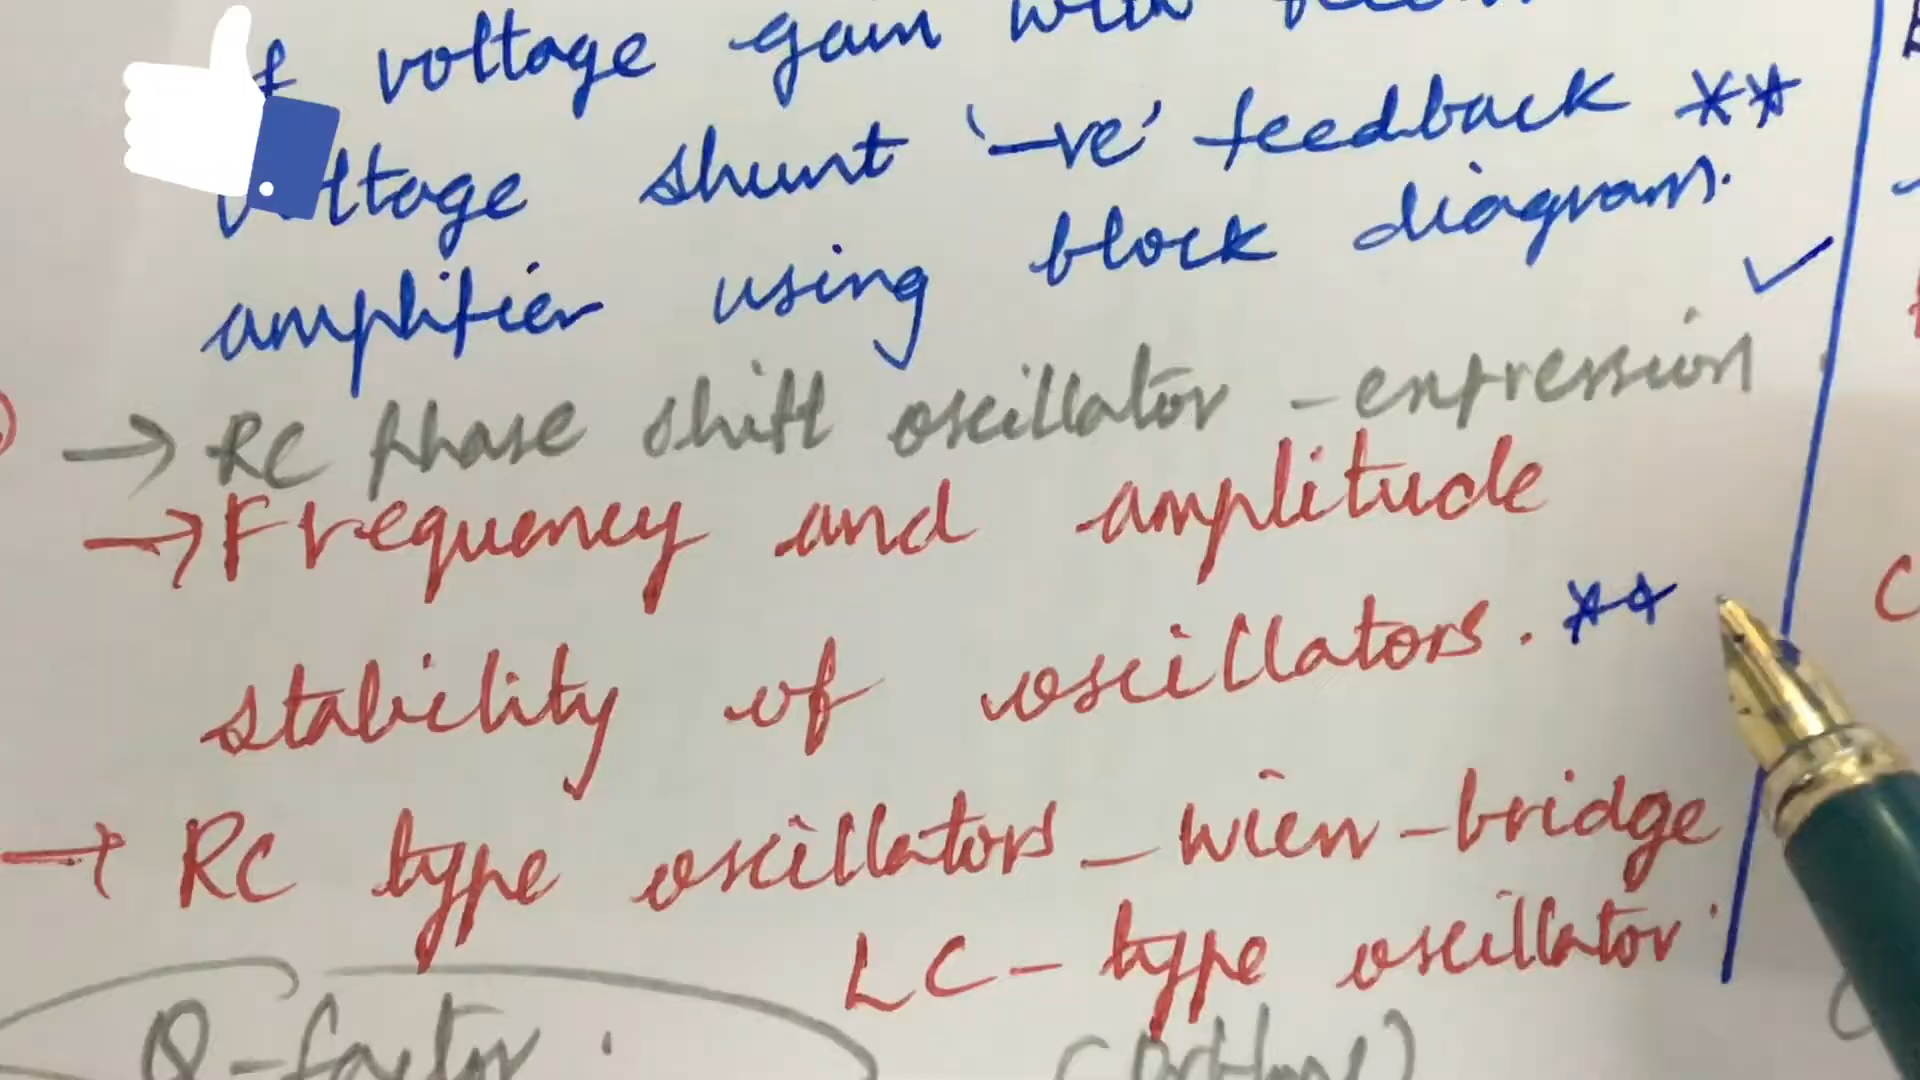 voltage gain with
voltage shunt '-ve' feedback **
amplifier using block diagram.
→ RC phase shift oscillator - expression
→ Frequency and amplitude
stability of oscillators. **
→ RC type oscillators - wien-bridge
LC - type oscillator.
Q-factor.